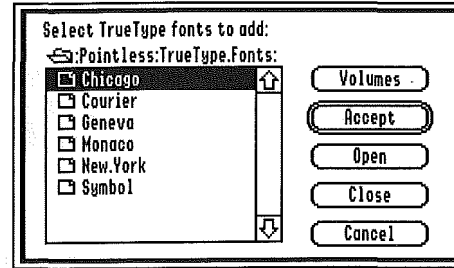 Select TrueType fonts to add:
:Pointless:TrueType.Fonts:
Chicago
Courier
Geneva
Monaco
New.York
Symbol
Volumes
Accept
Open
Close
Cancel